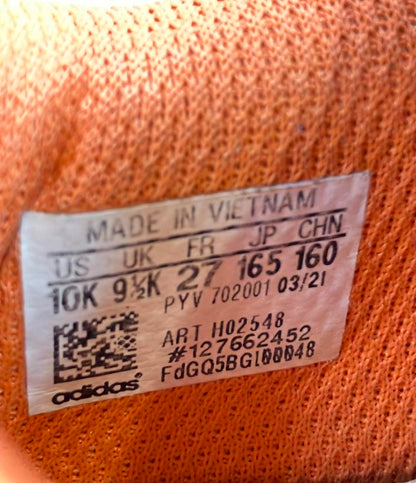 MADE IN VIETNAM
US UK FR JP CHN
10K 9½K 27 165 160
PYV 702001 03/21
ART H02548
#127662452
FdGQ5BGl00048
adidas